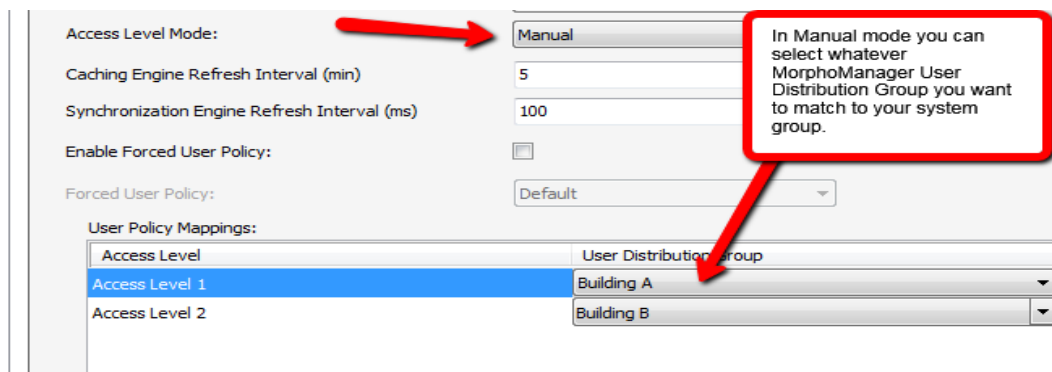 Access Level Mode:
Manual
In Manual mode you can
select whatever
MorphoManager User
Distribution Group you want
to match to your system
group.
Caching Engine Refresh Interval (min)
5
Synchronization Engine Refresh Interval (ms)
100
Enable Forced User Policy:
Forced User Policy:
Default
User Policy Mappings:
Access Level
User Distribution Group
Access Level 1
Building A
Access Level 2
Building B